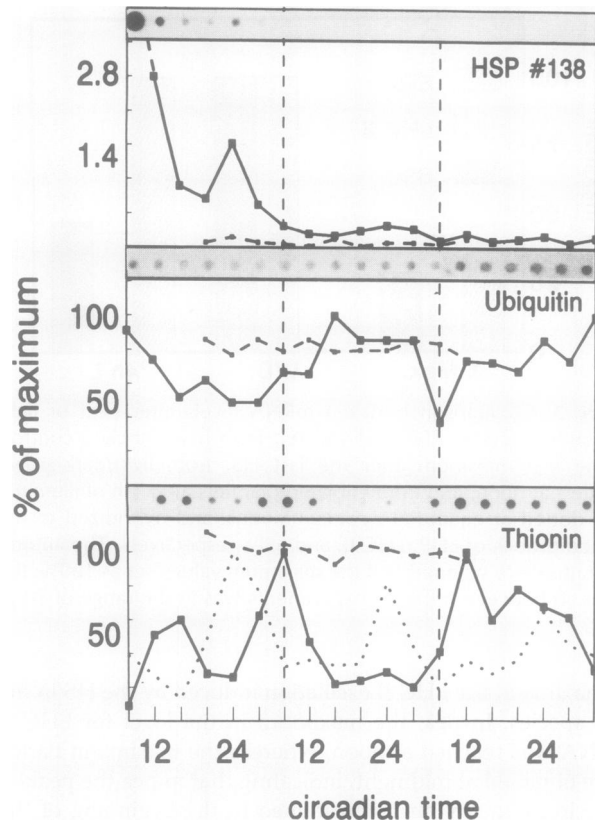 HSP #138
2.8
1.4
Ubiquitin
100
50
% of maximum
Thionin
100
50
12 24 12 24 12 24
circadian time